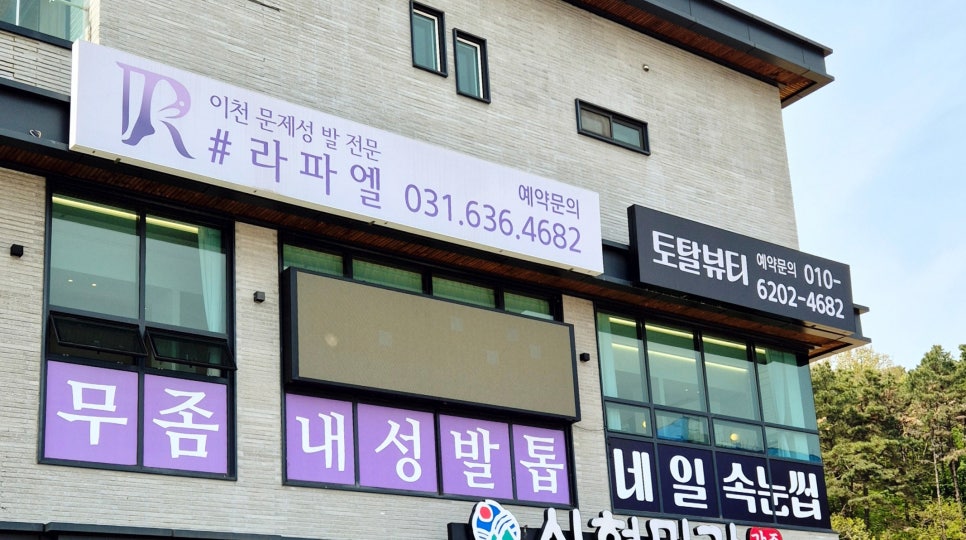 이천 문제성 발 전문
#라파엘
예약문의
031.636.4682
토탈뷰티
예약문의 010-
6202-4682
무좀
내성발톱
네일 속눈썹